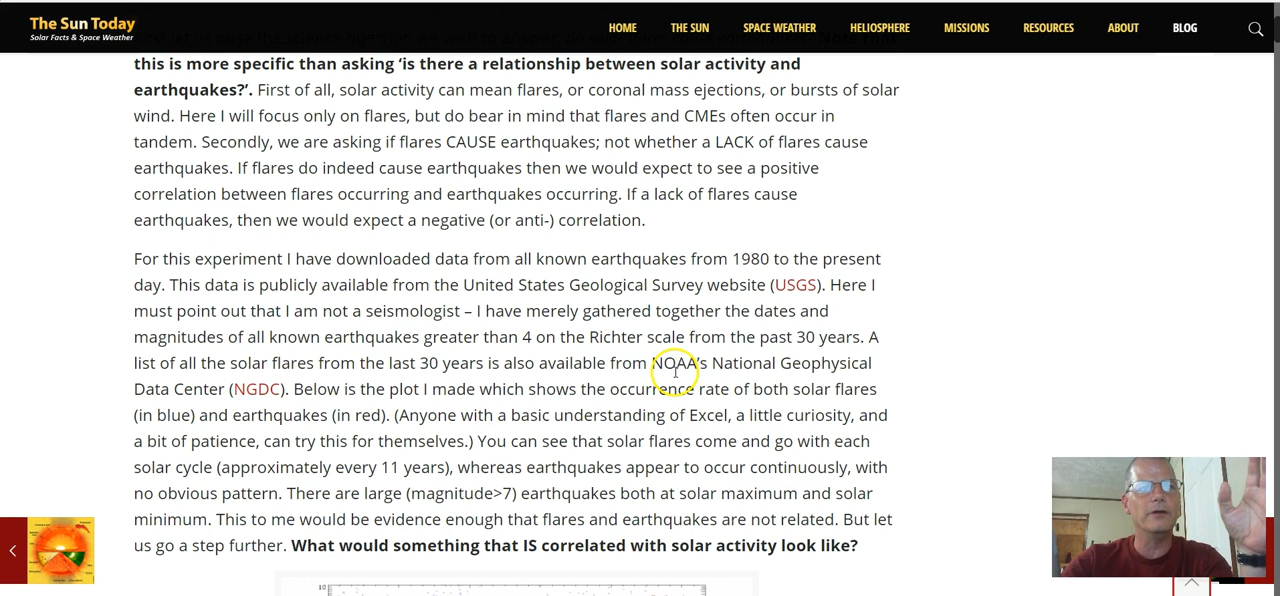 The Sun Today
Solar Facts & Space Weather
HOME THE SUN SPACE WEATHER HELIOSPHERE MISSIONS RESOURCES ABOUT BLOG
this is more specific than asking ‘is there a relationship between solar activity and
earthquakes?’. First of all, solar activity can mean flares, or coronal mass ejections, or bursts of solar
wind. Here I will focus only on flares, but do bear in mind that flares and CMEs often occur in
tandem. Secondly, we are asking if flares CAUSE earthquakes; not whether a LACK of flares cause
earthquakes. If flares do indeed cause earthquakes then we would expect to see a positive
correlation between flares occurring and earthquakes occurring. If a lack of flares cause
earthquakes, then we would expect a negative (or anti-) correlation.
For this experiment I have downloaded data from all known earthquakes from 1980 to the present
day. This data is publicly available from the United States Geological Survey website (USGS). Here I
must point out that I am not a seismologist – I have merely gathered together the dates and
magnitudes of all known earthquakes greater than 4 on the Richter scale from the past 30 years. A
list of all the solar flares from the last 30 years is also available from NOAA’s National Geophysical
Data Center (NGDC). Below is the plot I made which shows the occurrence rate of both solar flares
(in blue) and earthquakes (in red). (Anyone with a basic understanding of Excel, a little curiosity, and
a bit of patience, can try this for themselves.) You can see that solar flares come and go with each
solar cycle (approximately every 11 years), whereas earthquakes appear to occur continuously, with
no obvious pattern. There are large (magnitude>7) earthquakes both at solar maximum and solar
minimum. This to me would be evidence enough that flares and earthquakes are not related. But let
us go a step further. What would something that IS correlated with solar activity look like?
10